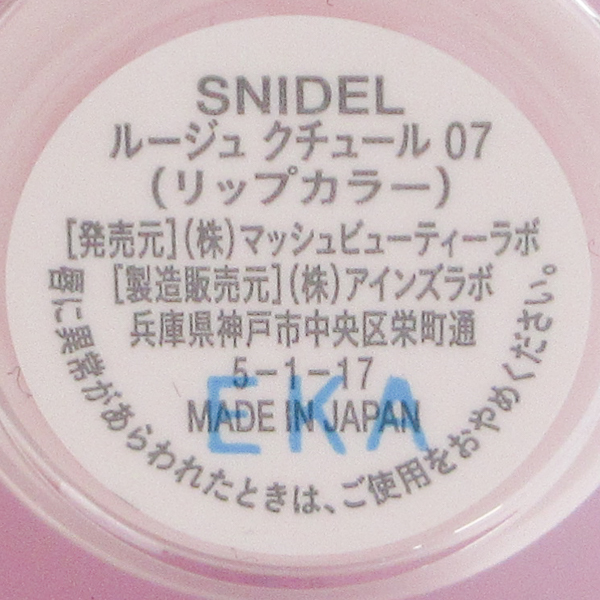 SNIDEL
ルージュ クチュール 07
(リップカラー)
[発売元](株)マッシュビューティーラボ
[製造販売元](株)アインズラボ
兵庫県神戸市中央区栄町通
5-1-17
MADE IN JAPAN
EKA
唇に異常があらわれたときは、ご使用をおやめください。